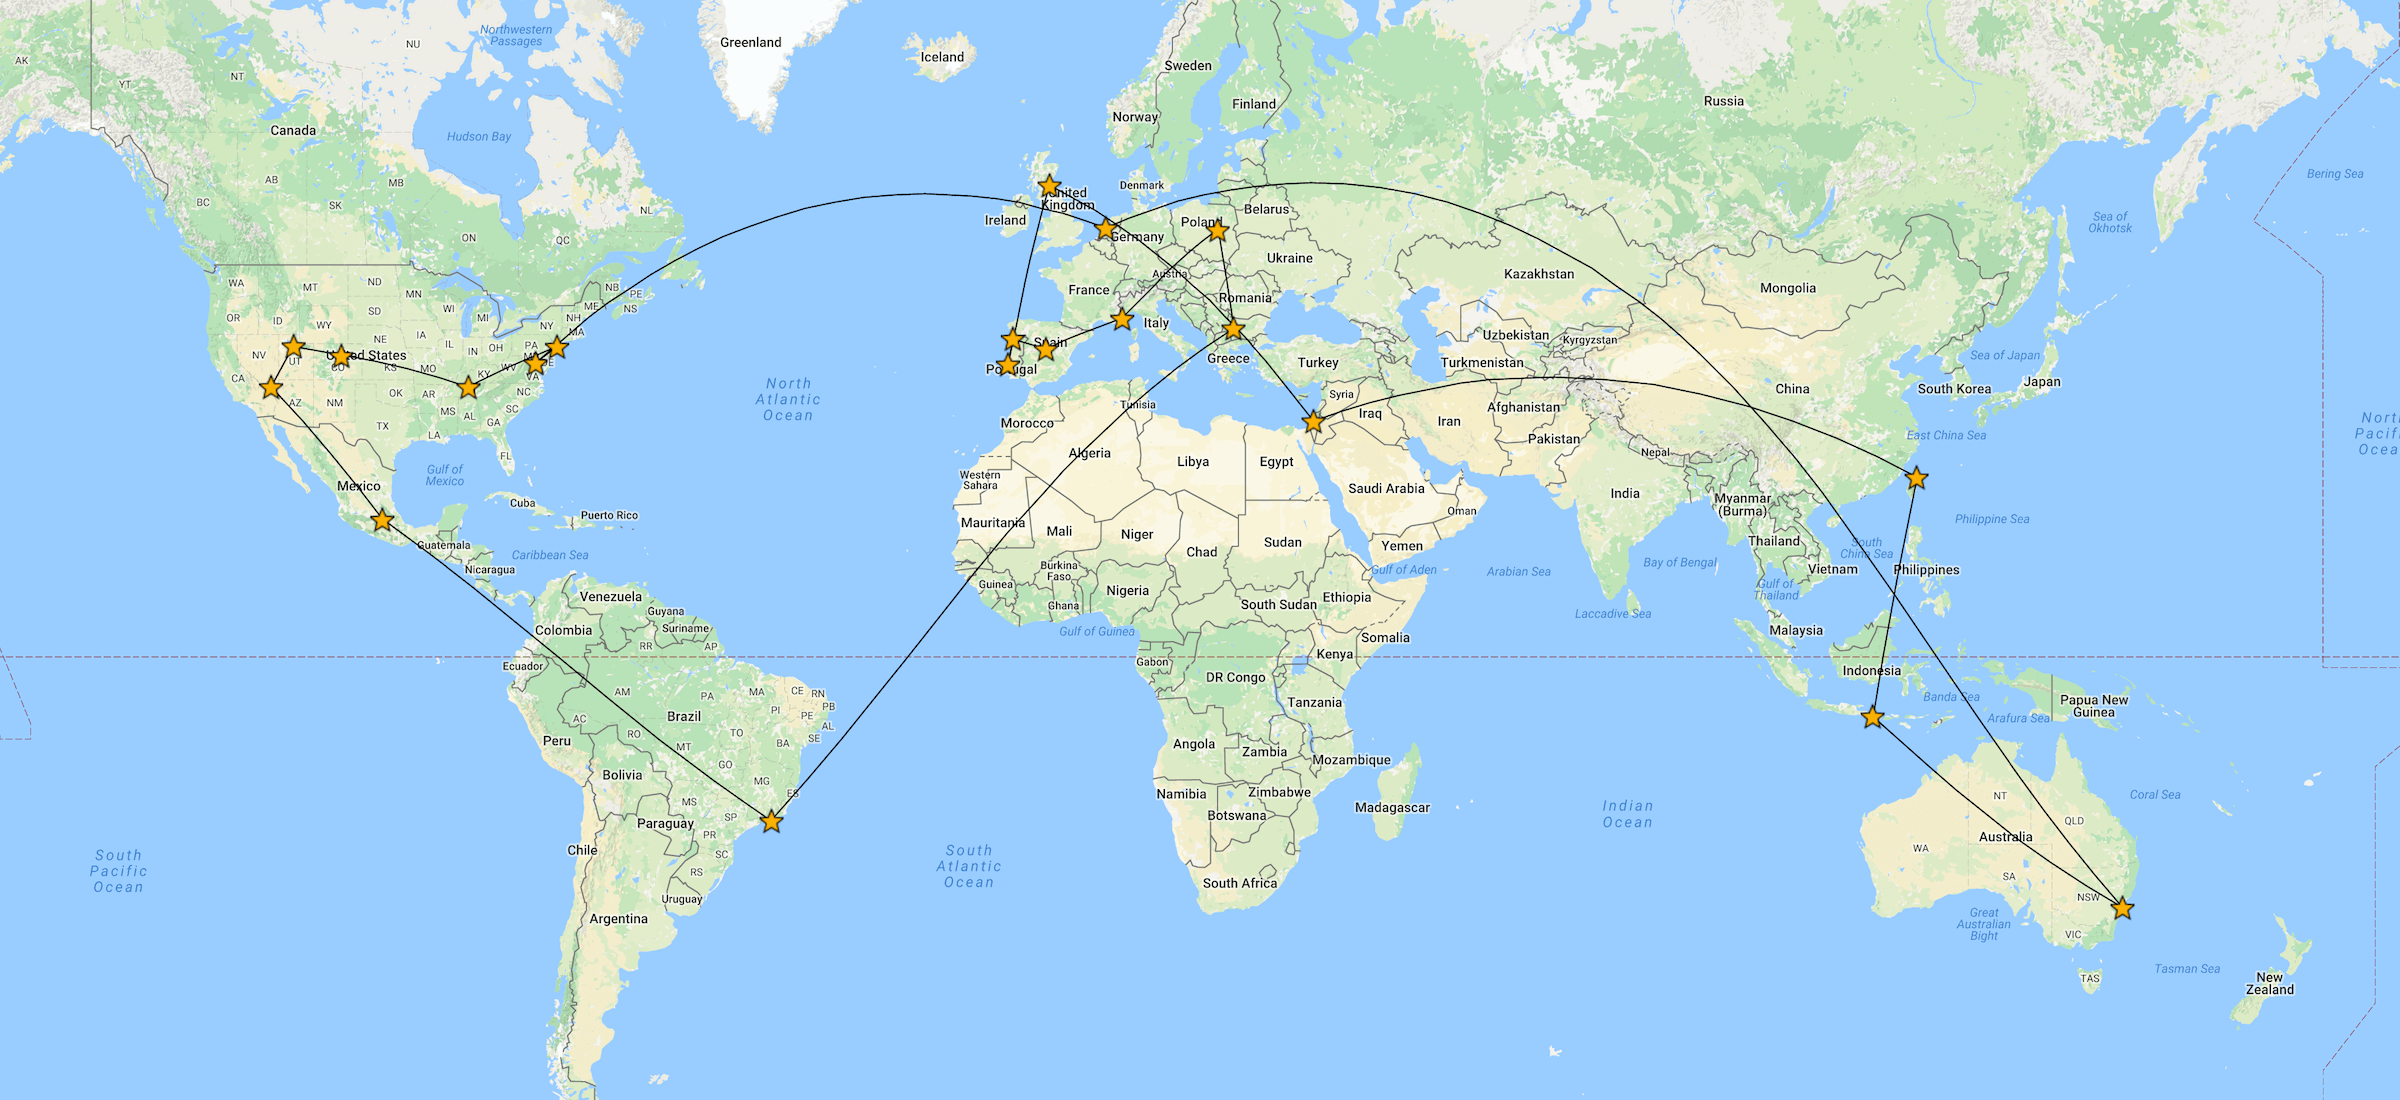 Greenland
Iceland
Northwestern
Passages
NU
AK
YT
NT
Canada
Hudson Bay
AB
SK
MB
BC
ON
QC
NL
NB
PE
NS
ME
NH
MA
NY
WA
MT
ND
MN
OR
ID
WY
SD
WI
MI
NE
IA
IL
IN
OH
PA
NV
UT
CO
United States
KS
MO
KY
WV
VA
DE
CA
AZ
NM
OK
AR
NC
SC
TX
MS
AL
GA
LA
FL
Gulf of
Mexico
Mexico
Cuba
Puerto Rico
Guatemala
Caribbean Sea
Nicaragua
Venezuela
Guyana
Suriname
Colombia
Ecuador
RR
AP
AM
PA
MA
CE
RN
PB
PE
PI
AL
SE
AC
Brazil
RO
TO
BA
MT
Peru
GO
Bolivia
MG
ES
MS
SP
Paraguay
PR
Chile
SC
RS
Uruguay
Argentina
South
Pacific
Ocean
North
Atlantic
Ocean
South
Atlantic
Ocean
Sweden
Finland
Norway
Russia
Denmark
United
Kingdom
Ireland
Belarus
Poland
Germany
Ukraine
Austria
France
Romania
Italy
Spain
Portugal
Greece
Turkey
Kazakhstan
Mongolia
Uzbekistan
Kyrgyzstan
Turkmenistan
China
Sea of Japan
South Korea
Japan
Sea of
Okhotsk
Bering Sea
North
Pacific
Ocean
Tunisia
Morocco
Syria
Iraq
Iran
Afghanistan
Pakistan
Nepal
East China Sea
Algeria
Libya
Egypt
Western
Sahara
Saudi Arabia
India
Oman
Myanmar
(Burma)
Philippine Sea
Mauritania
Mali
Niger
Chad
Sudan
Yemen
Thailand
South
China Sea
Gulf of Aden
Arabian Sea
Bay of Bengal
Vietnam
Philippines
Burkina
Faso
Guinea
Nigeria
Ghana
South Sudan
Ethiopia
Gulf of
Thailand
Laccadive Sea
Gulf of Guinea
Somalia
Malaysia
Gabon
Kenya
DR Congo
Indonesia
Banda Sea
Papua New
Guinea
Arafura Sea
Tanzania
Angola
Zambia
Mozambique
Namibia
Zimbabwe
Botswana
Madagascar
Indian
Ocean
NT
Coral Sea
QLD
Australia
WA
SA
NSW
South Africa
Great
Australian
Bight
VIC
Tasman Sea
TAS
New
Zealand